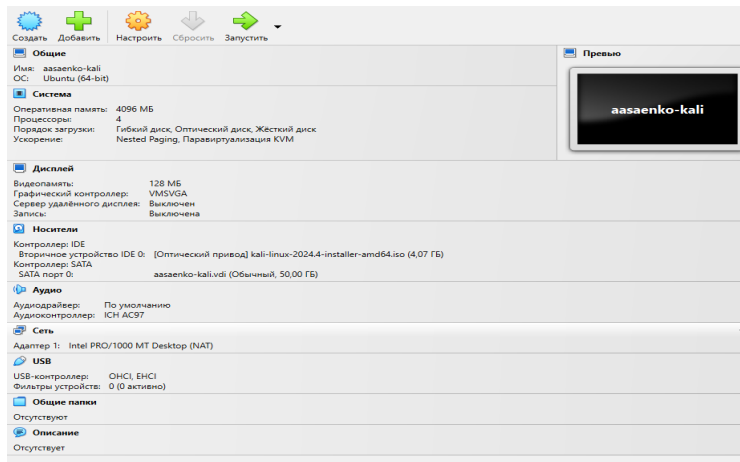 Создать Добавить Настроить Сбросить Запустить
Общие
Имя: aasaenko-kali
ОС: Ubuntu (64-bit)
Превью
aasaenko-kali
Система
Оперативная память: 4096 МБ
Процессоры: 4
Порядок загрузки: Гибкий диск, Оптический диск, Жёсткий диск
Ускорение: Nested Paging, Паравиртуализация KVM
Дисплей
Видеопамять: 128 МБ
Графический контроллер: VMSVGA
Сервер удалённого дисплея: Выключен
Запись: Выключена
Носители
Контроллер: IDE
Вторичное устройство IDE 0: [Оптический привод] kali-linux-2024.4-installer-amd64.iso (4,07 ГБ)
Контроллер: SATA
SATA порт 0: aasaenko-kali.vdi (Обычный, 50,00 ГБ)
Аудио
Аудиодрайвер: По умолчанию
Аудиоконтроллер: ICH AC97
Сеть
Адаптер 1: Intel PRO/1000 MT Desktop (NAT)
USB
USB-контроллер: OHCI, EHCI
Фильтры устройств: 0 (0 активно)
Общие папки
Отсутствуют
Описание
Отсутствует